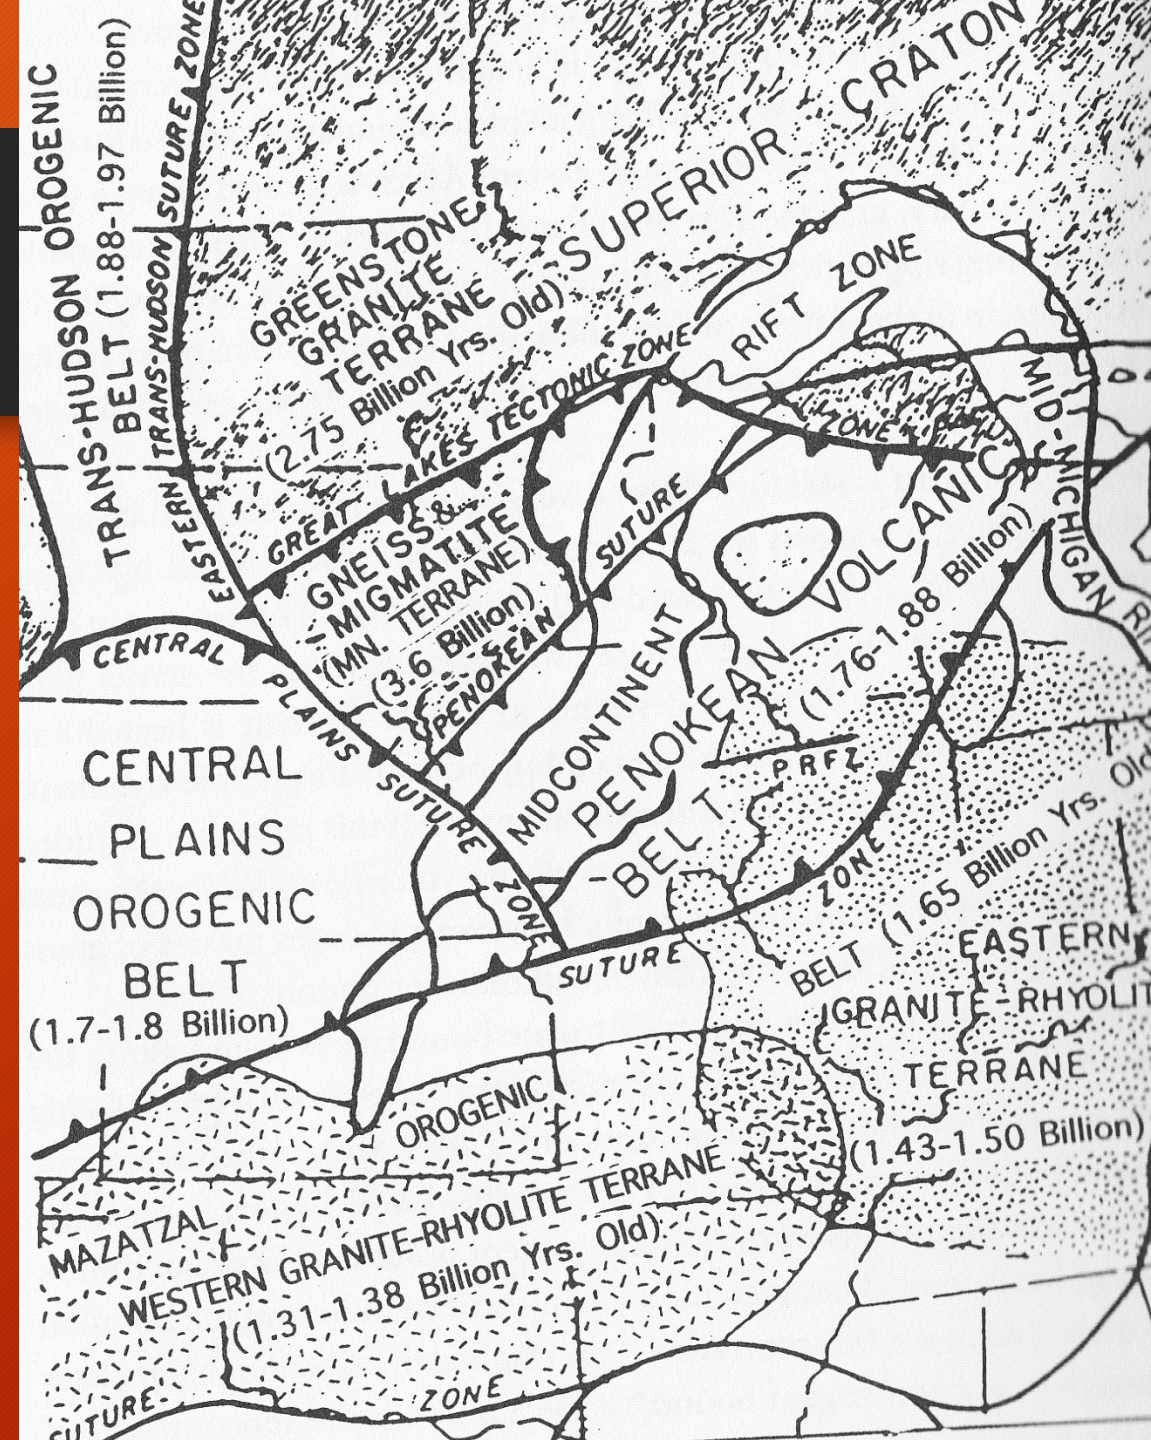 TRANS-HUDSON OROGENIC
BELT (1.88-1.97 Billion)
EASTERN TRANS-HUDSON SUTURE ZONE
SUPERIOR CRATON
GREENSTONE
GRANITE
TERRANE
(2.75 Billion Yrs. Old)
GREAT LAKES TECTONIC ZONE
RIFT ZONE
ZONE
MID-MICHIGAN
GNEISS &
MIGMATITE
(MN. TERRANE)
(3.6 Billion)
PENOKEAN SUTURE
MIDCONTINENT
PENOKEAN VOLCANIC
BELT
(1.76-1.88 Billion)
PRFZ
CENTRAL PLAINS SUTURE ZONE
CENTRAL
PLAINS
OROGENIC
BELT
(1.7-1.8 Billion)
SUTURE ZONE
MAZATZAL OROGENIC BELT (1.65 Billion Yrs. Old
EASTERN
GRANITE-RHYOLIT
TERRANE
(1.43-1.50 Billion)
WESTERN GRANITE-RHYOLITE TERRANE
(1.31-1.38 Billion Yrs. Old)
SUTURE ZONE